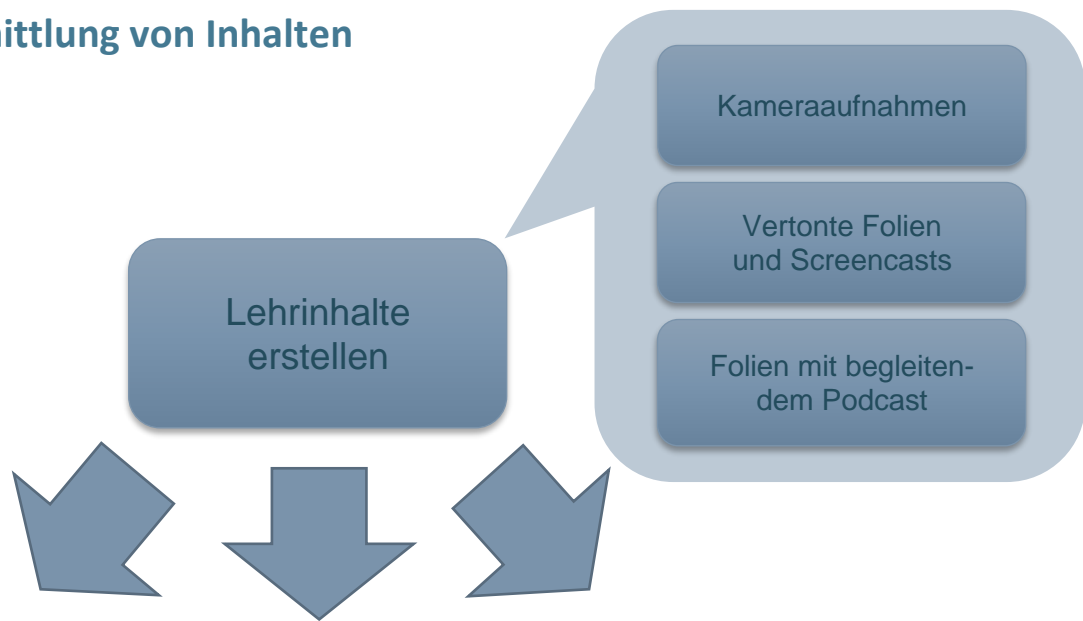 ittlung von Inhalten
Kameraaufnahmen
Vertonte Folien
und Screencasts
Lehrinhalte
erstellen
Folien mit begleiten-
dem Podcast